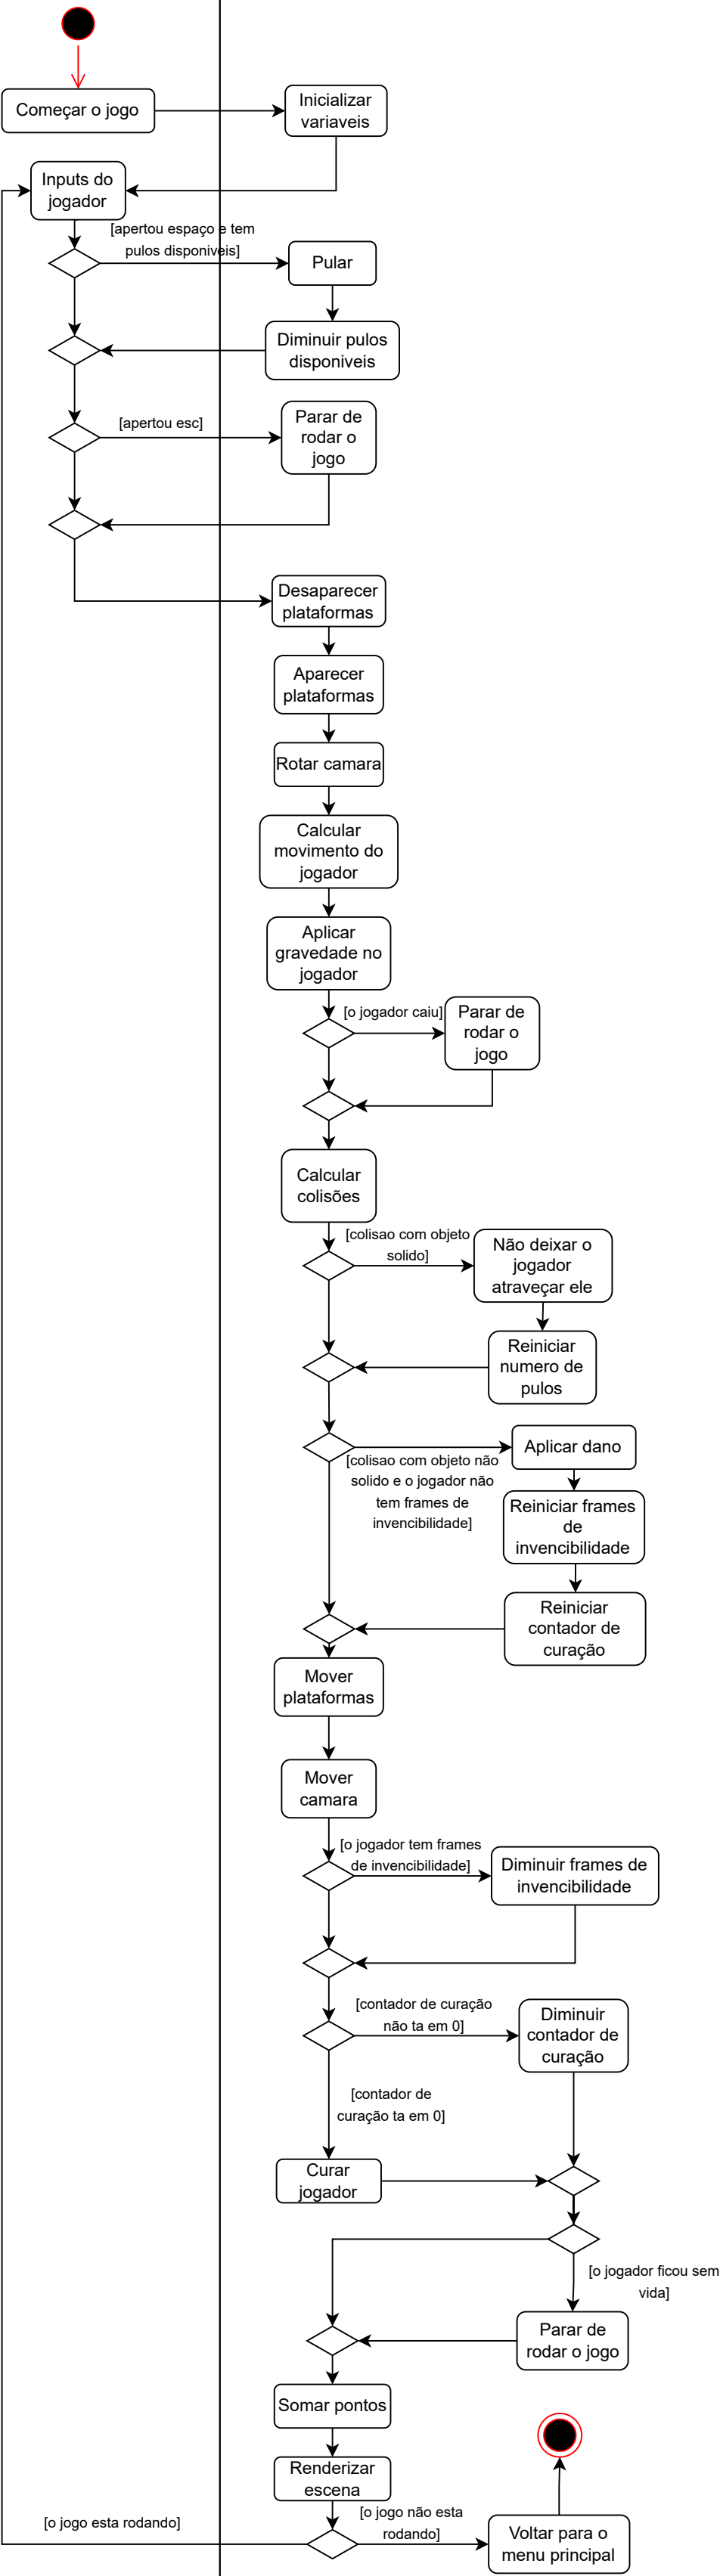 Começar o jogo
Inicializar
variaveis
Inputs do
jogador
[apertou espaço e tem
pulos disponiveis]
Pular
Diminuir pulos
disponiveis
[apertou esc]
Parar de
rodar o
jogo
Desaparecer
plataformas
Aparecer
plataformas
Rotar camara
Calcular
movimento do
jogador
Aplicar
gravedade no
jogador
[o jogador caiu]
Parar de
rodar o
jogo
Calcular
colisões
[colisao com objeto
solido]
Não deixar o
jogador
atraveçar ele
Reiniciar
numero de
pulos
[colisao com objeto não
solido e o jogador não
tem frames de
invencibilidade]
Aplicar dano
Reiniciar frames
de
invencibilidade
Reiniciar
contador de
curação
Mover
plataformas
Mover
camara
[o jogador tem frames
de invencibilidade]
Diminuir frames de
invencibilidade
[contador de curação
não ta em 0]
Diminuir
contador de
curação
[contador de
curação ta em 0]
Curar
jogador
[o jogador ficou sem
vida]
Parar de
rodar o jogo
Somar pontos
Renderizar
escena
[o jogo esta rodando]
[o jogo não esta
rodando]
Voltar para o
menu principal